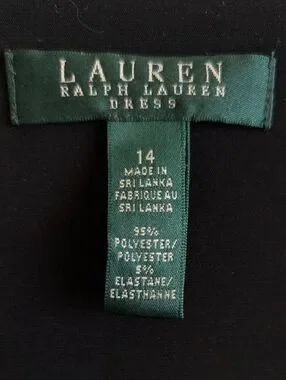 LAUREN
RALPH LAUREN
DRESS
14
MADE IN
SRI LANKA
FABRIQUE AU
SRI LANKA
95%
POLYESTER/
POLYESTER
5%
ELASTANE/
ELASTHANNE